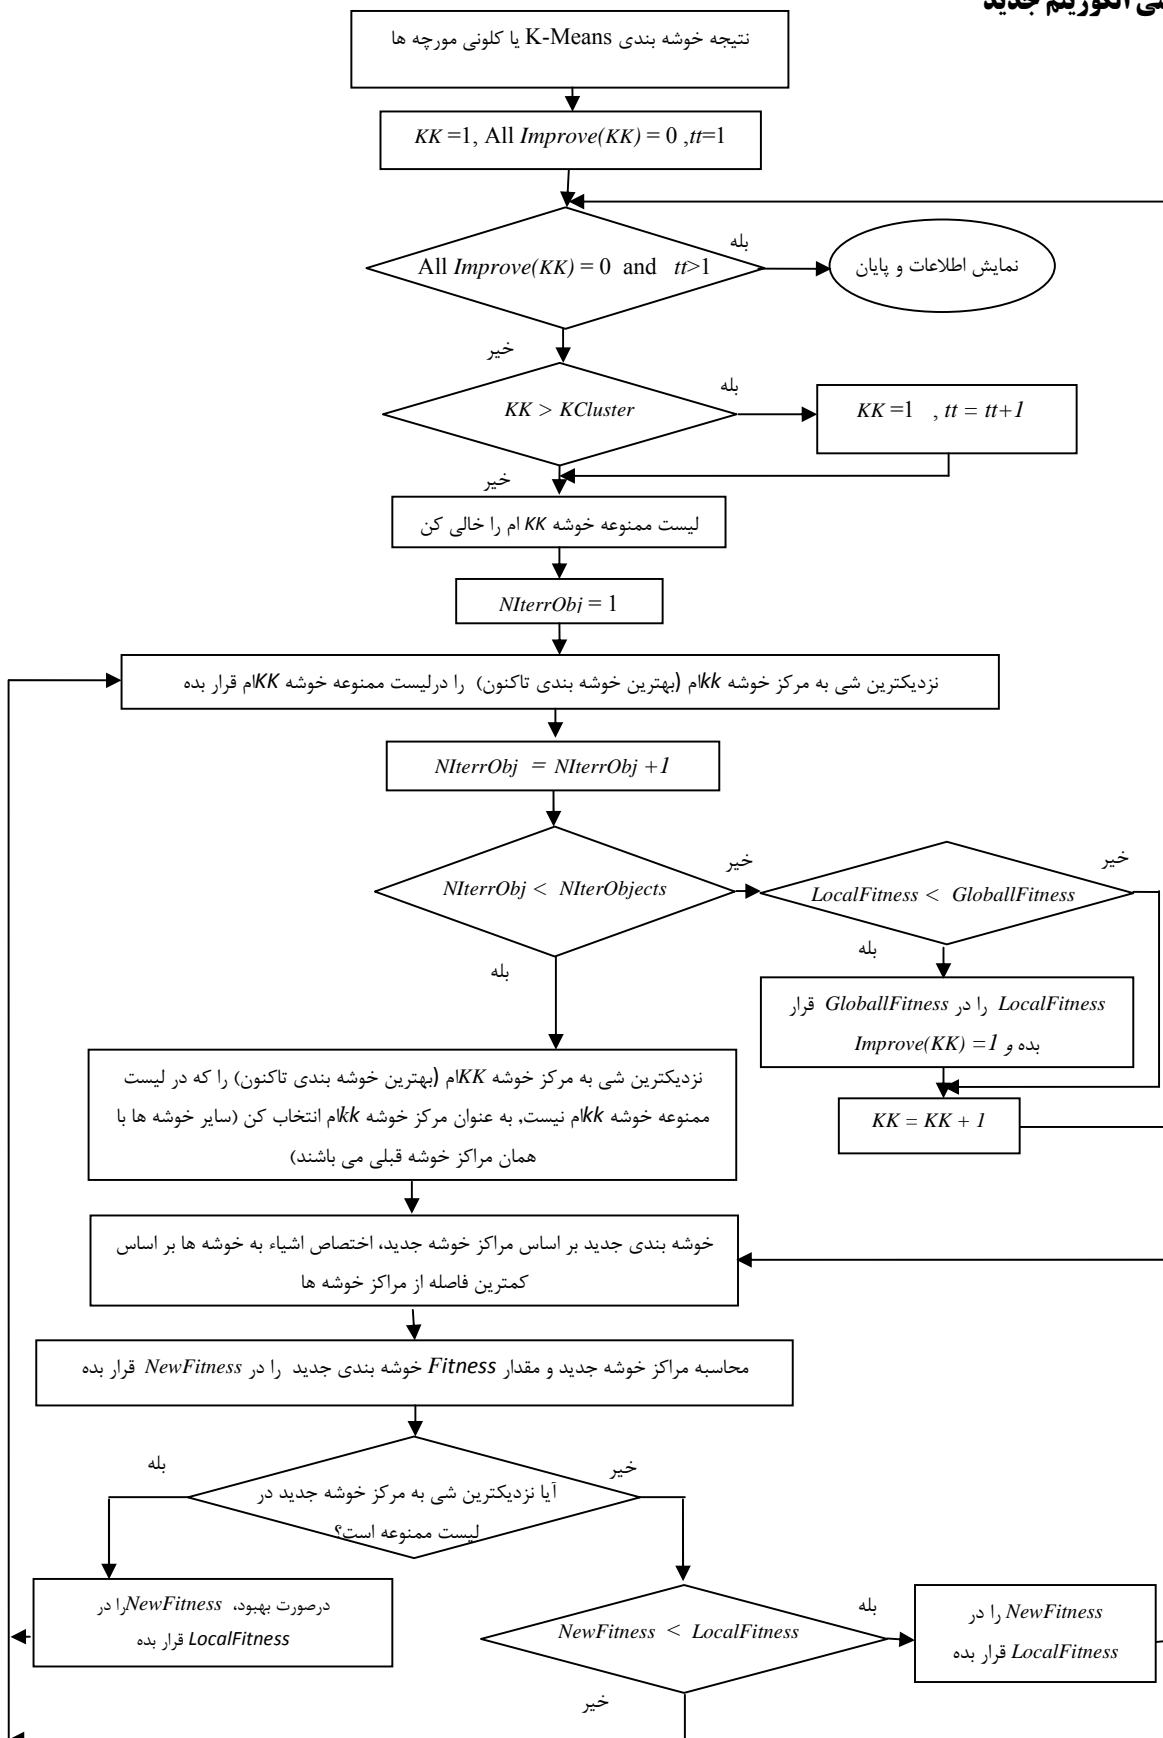 الگوریتم جدید
نتیجه خوشه بندی K-Means یا کلونی مورچه ها
KK =1, All Improve(KK) = 0 ,tt=1
All Improve(KK) = 0 and tt>1
بله
نمایش اطلاعات و پایان
خیر
KK > KCluster
بله
KK =1 , tt = tt+1
خیر
لیست ممنوعه خوشه KK ام را خالی کن
NIterrObj = 1
نزدیکترین شی به مرکز خوشه kkام (بهترین خوشه بندی تاکنون) را درلیست ممنوعه خوشه KKام قرار بده
NIterrObj = NIterrObj +1
NIterrObj < NIterObjects
خیر
بله
LocalFitness < GloballFitness
خیر
بله
LocalFitness را در GloballFitness قرار
بده و Improve(KK) =1
KK = KK + 1
نزدیکترین شی به مرکز خوشه KKام (بهترین خوشه بندی تاکنون) را که در لیست
ممنوعه خوشه kkام نیست, به عنوان مرکز خوشه kkام انتخاب کن (سایر خوشه ها با
همان مراکز خوشه قبلی می باشند)
خوشه بندی جدید بر اساس مراکز خوشه جدید، اختصاص اشیاء به خوشه ها بر اساس
کمترین فاصله از مراکز خوشه ها
محاسبه مراکز خوشه جدید و مقدار Fitness خوشه بندی جدید را در NewFitness قرار بده
آیا نزدیکترین شی به مرکز خوشه جدید در
لیست ممنوعه است؟
بله
خیر
درصورت بهبود، NewFitnessرا در
LocalFitness قرار بده
NewFitness < LocalFitness
بله
NewFitness را در
LocalFitness قرار بده
خیر